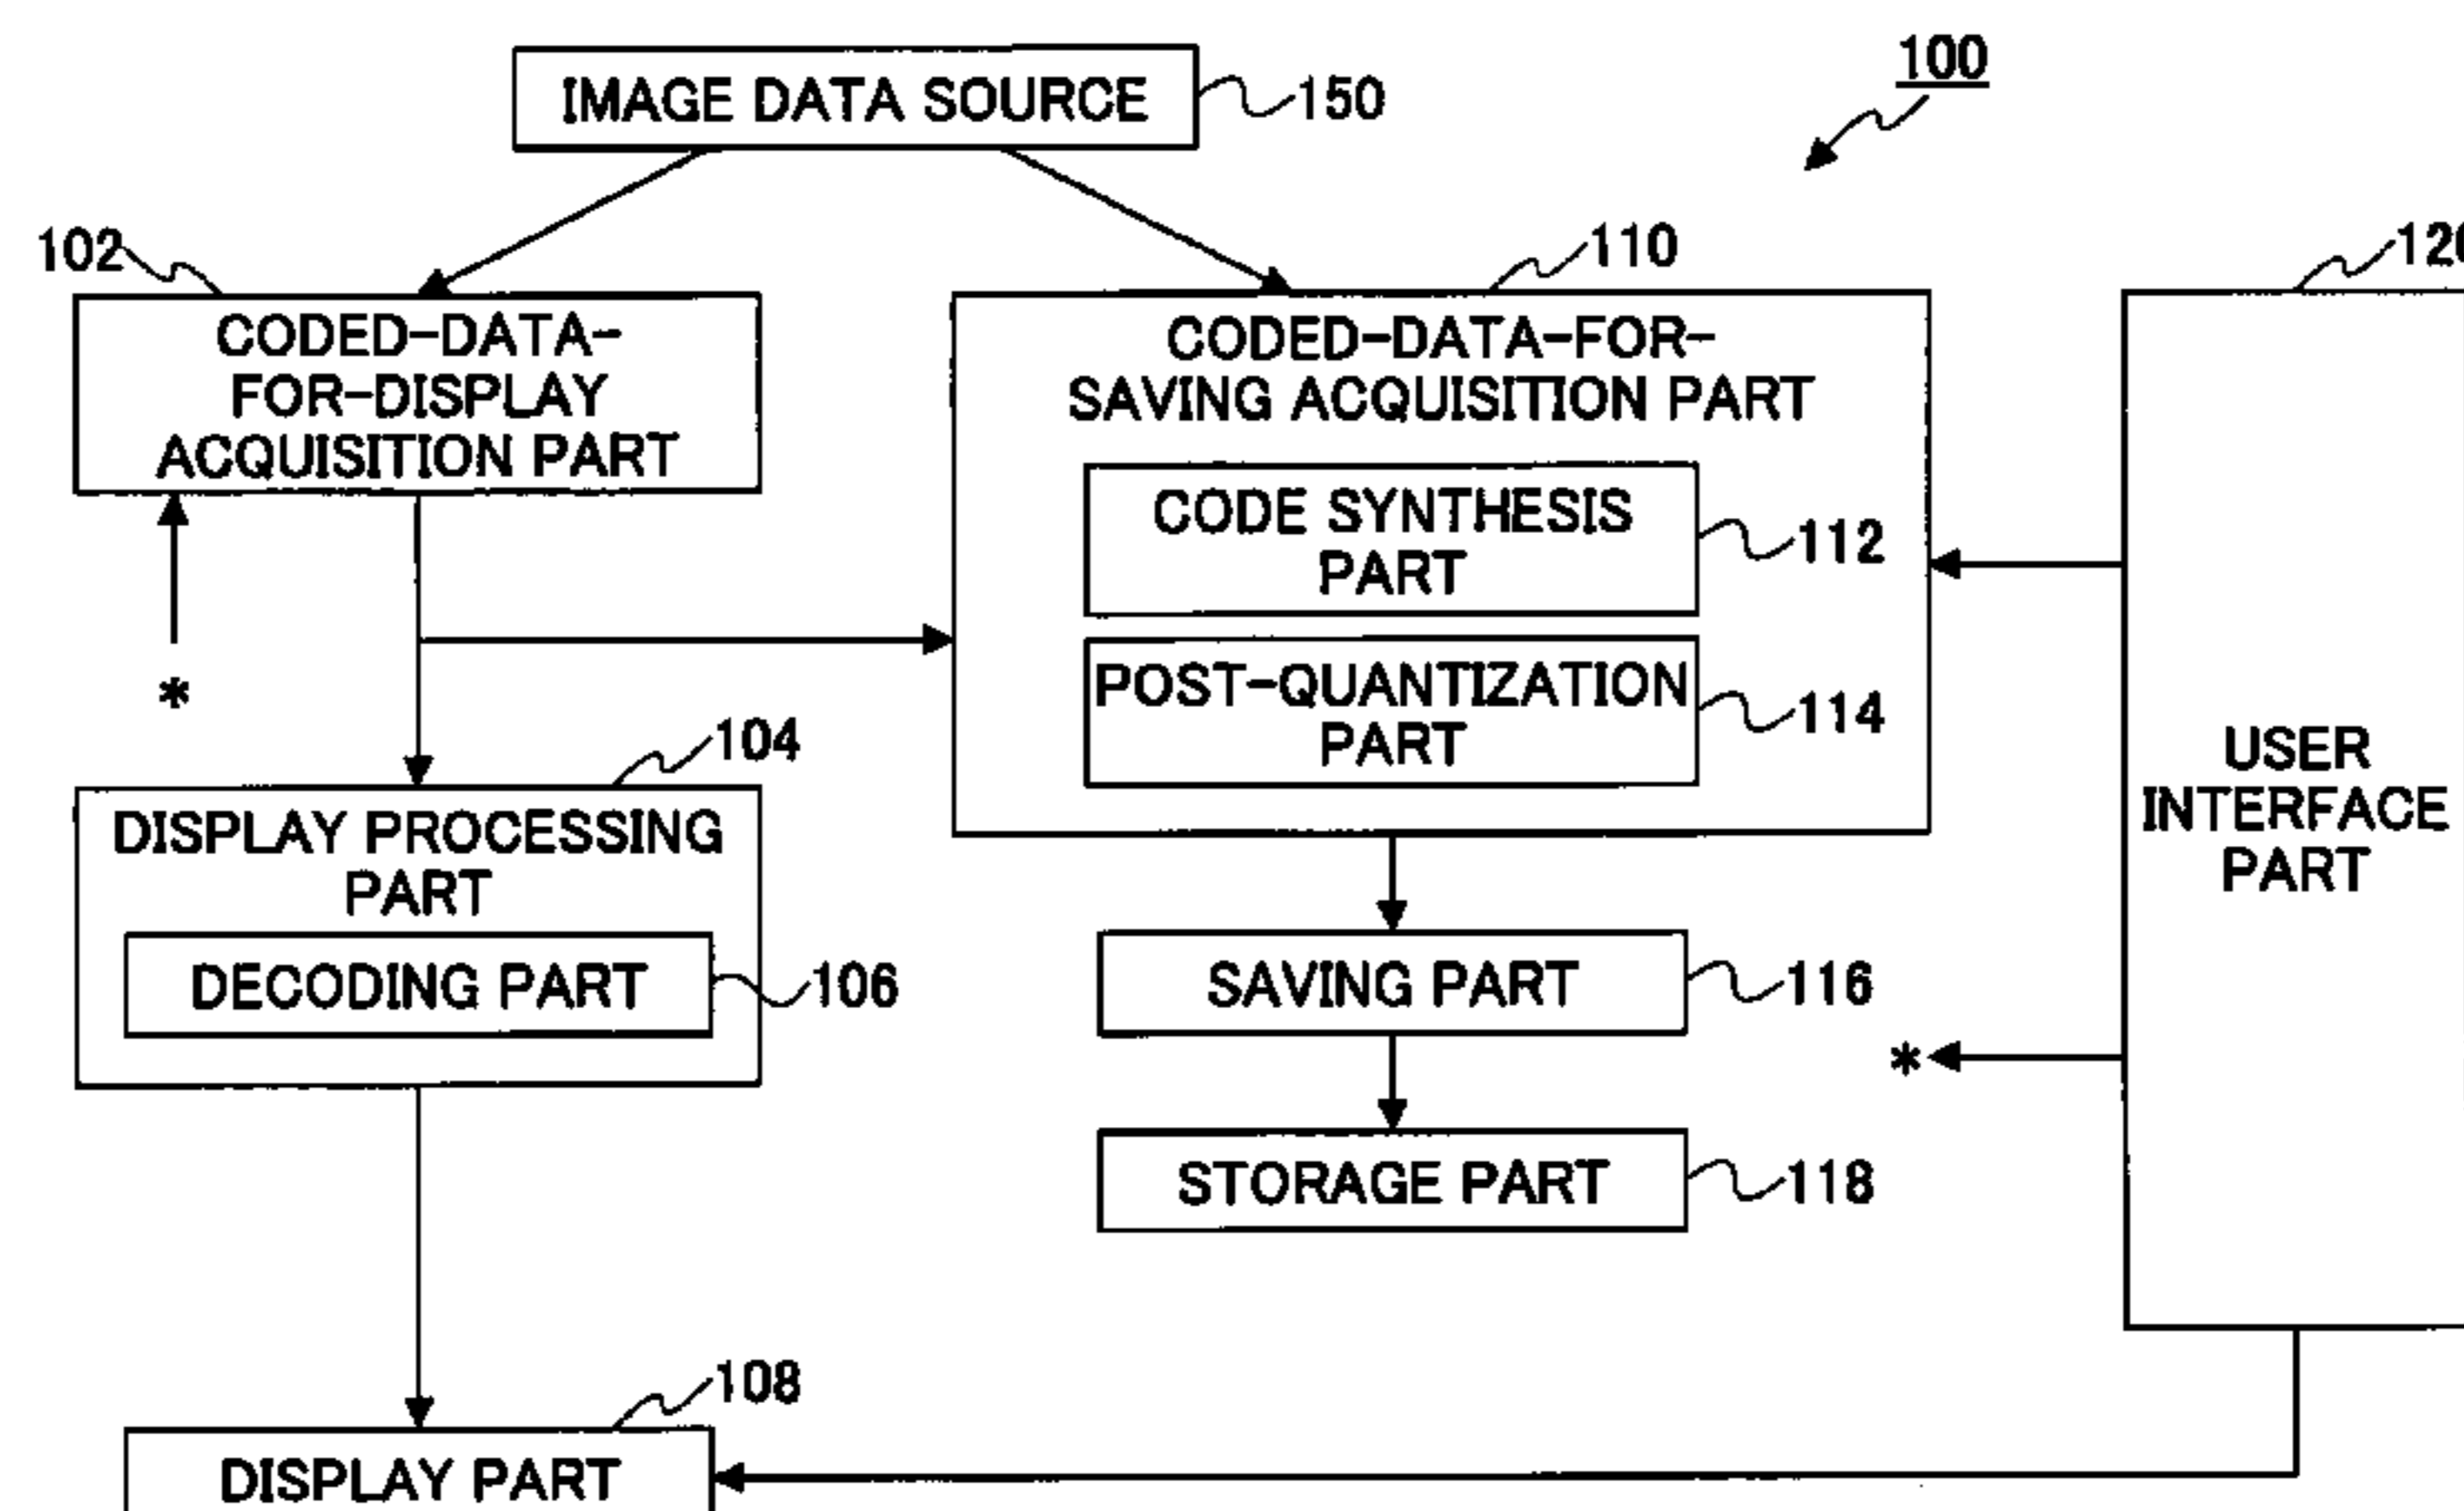 100
IMAGE DATA SOURCE
150
102
110
CODED-DATA-
FOR-DISPLAY
ACQUISITION PART
CODED-DATA-FOR-
SAVING ACQUISITION PART
CODE SYNTHESIS
PART
112
*
POST-QUANTIZATION
PART
114
104
DISPLAY PROCESSING
PART
DECODING PART
106
USER
INTERFACE
PART
SAVING PART
116
*
STORAGE PART
118
108
DISPLAY PART